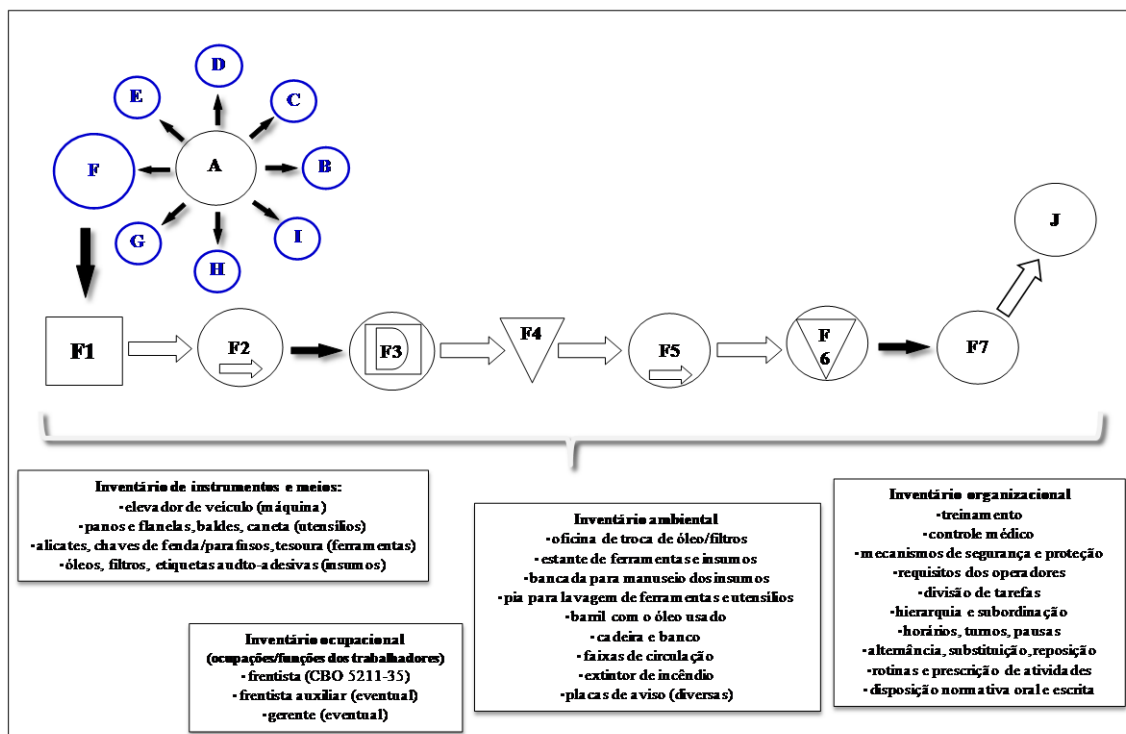 D
E
C
F
A
B
G
I
H
J
F1
F2
F3
F4
F5
F
6
F7
Inventário de instrumentos e meios:
-elevador de veículo (máquina)
-panos e flanelas, baldes, caneta (utensílios)
-alicates, chaves de fenda/parafusos, tesoura (ferramentas)
-óleos, filtros, etiquetas audto-adesivas (insumos)
Inventário ocupacional
(ocupações/funções dos trabalhadores)
-frentista (CBO 5211-35)
-frentista auxiliar (eventual)
-gerente (eventual)
Inventário ambiental
-oficina de troca de óleo/filtros
-estante de ferramentas e insumos
-bancada para manuseio dos insumos
-pia para lavagem de ferramentas e utensílios
-barril com o óleo usado
-cadeira e banco
-faixas de circulação
-extintor de incêndio
-placas de aviso (diversas)
Inventário organizacional
-treinamento
-controle médico
-mecanismos de segurança e proteção
-requisitos dos operadores
-divisão de tarefas
-hierarquia e subordinação
-horários, turnos, pausas
-alternância, substituição, reposição
-rotinas e prescrição de atividades
-disposição normativa oral e escrita